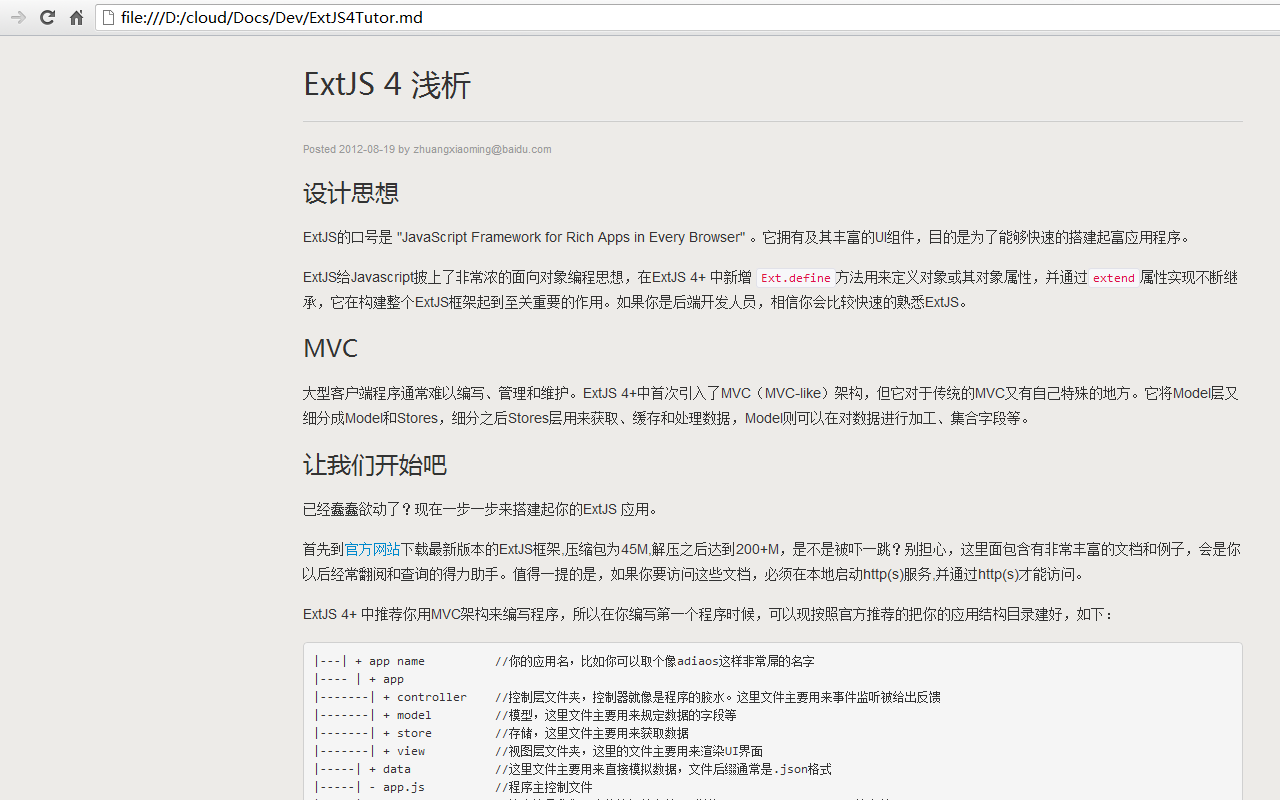 file:///D:/cloud/Docs/Dev/ExtJS4Tutor.md
ExtJS 4 浅析
Posted 2012-08-19 by zhuangxiaoming@baidu.com
设计思想
ExtJS的口号是 "JavaScript Framework for Rich Apps in Every Browser" 。它拥有及其丰富的UI组件，目的是为了能够快速的搭建起富应用程序。
ExtJS给Javascript披上了非常浓的面向对象编程思想，在ExtJS 4+ 中新增 Ext.define 方法用来定义对象或其对象属性，并通过 extend 属性实现不断继
承，它在构建整个ExtJS框架起到至关重要的作用。如果你是后端开发人员，相信你会比较快速的熟悉ExtJS。
MVC
大型客户端程序通常难以编写、管理和维护。ExtJS 4+中首次引入了MVC（MVC-like）架构，但它对于传统的MVC又有自己特殊的地方。它将Model层又
细分成Model和Stores，细分之后Stores层用来获取、缓存和处理数据，Model则可以在对数据进行加工、集合字段等。
让我们开始吧
已经蠢蠢欲动了？现在一步一步来搭建起你的ExtJS 应用。
首先到官方网站下载最新版本的ExtJS框架,压缩包为45M,解压之后达到200+M，是不是被吓一跳？别担心，这里面包含有非常丰富的文档和例子，会是你
以后经常翻阅和查询的得力助手。值得一提的是，如果你要访问这些文档，必须在本地启动http(s)服务,并通过http(s)才能访问。
ExtJS 4+ 中推荐你用MVC架构来编写程序，所以在你编写第一个程序时候，可以现按照官方推荐的把你的应用结构目录建好，如下：
|---| + app name //你的应用名，比如你可以取个像adiaos这样非常屌的名字
|---- | + app
|-------| + controller //控制层文件夹，控制器就像是程序的胶水。这里文件主要用来事件监听被给出反馈
|-------| + model //模型，这里文件主要用来规定数据的字段等
|-------| + store //存储，这里文件主要用来获取数据
|-------| + view //视图层文件夹，这里的文件主要用来渲染UI界面
|-----| + data //这里文件主要用来直接模拟数据，文件后缀通常是.json格式
|-----| - app.js //程序主控制文件